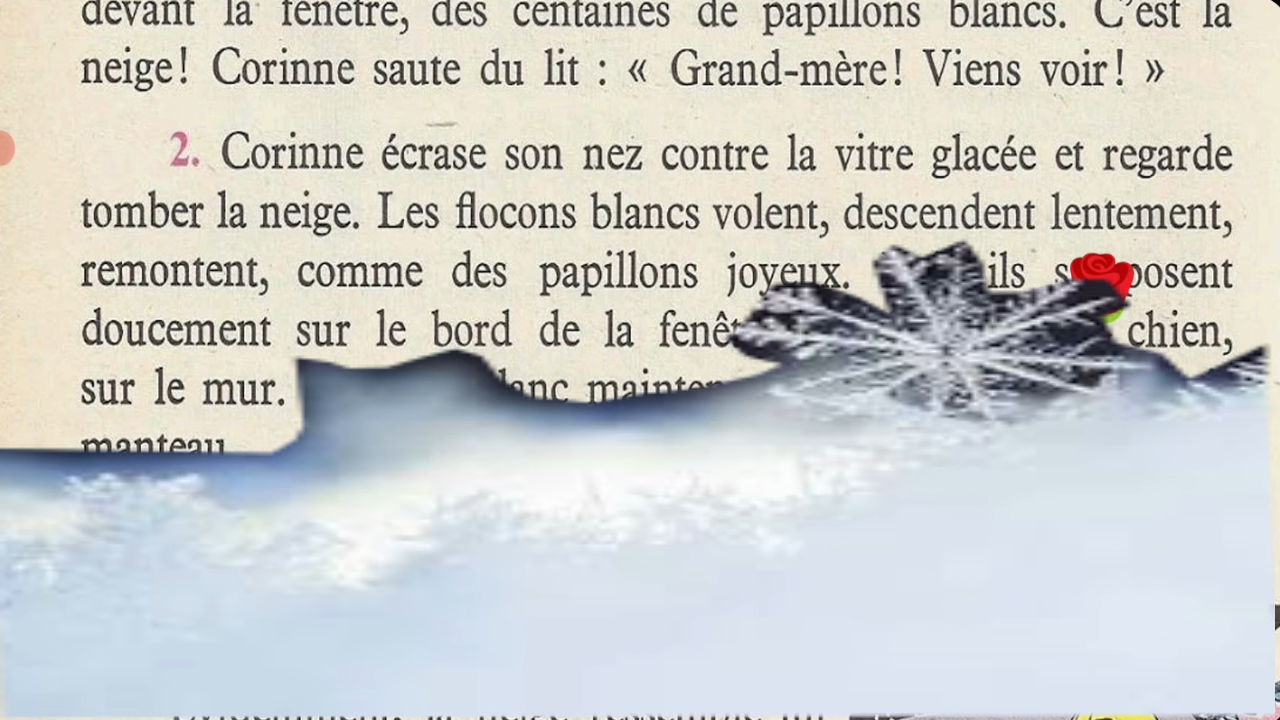 devant la fenêtre, des centaines de papillons blancs. C'est la
neige! Corinne saute du lit : « Grand-mère! Viens voir! »
2. Corinne écrase son nez contre la vitre glacée et regarde
tomber la neige. Les flocons blancs volent, descendent lentement,
remontent, comme des papillons joyeux. ils posent
doucement sur le bord de la chien,
sur le mur.
manteau